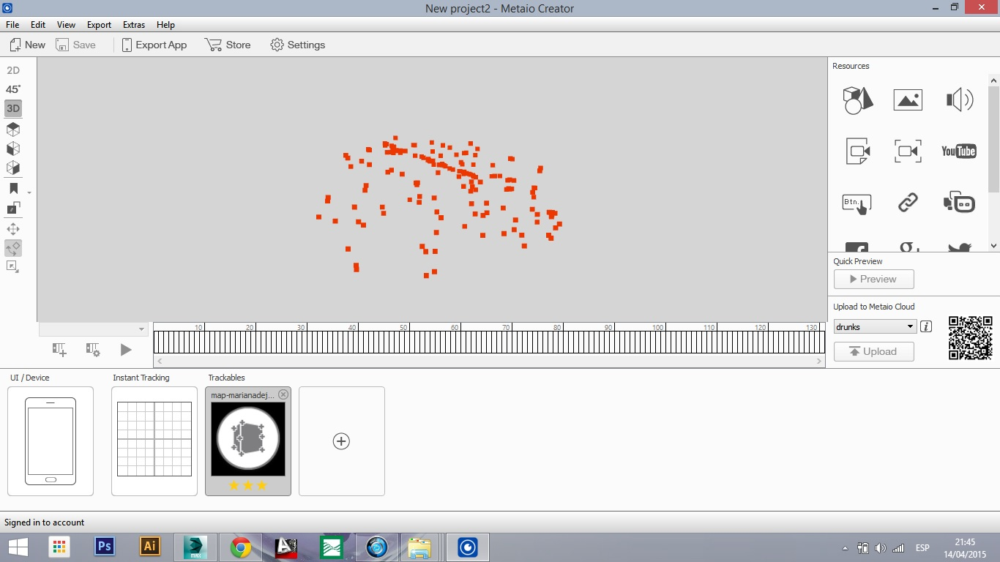 New project2 - Metaio Creator
File Edit View Export Extras Help
New Save Export App Store Settings
2D
45°
3D
Resources
YouTube
Btn.
Quick Preview
Preview
Upload to Metaio Cloud
drunks
i
Upload
10 20 30 40 50 60 70 80 90 100 110 120 130
UI / Device Instant Tracking Trackables
map-marianadej...
Signed in to account
Ps Ai MAX A ESP
21:45
14/04/2015